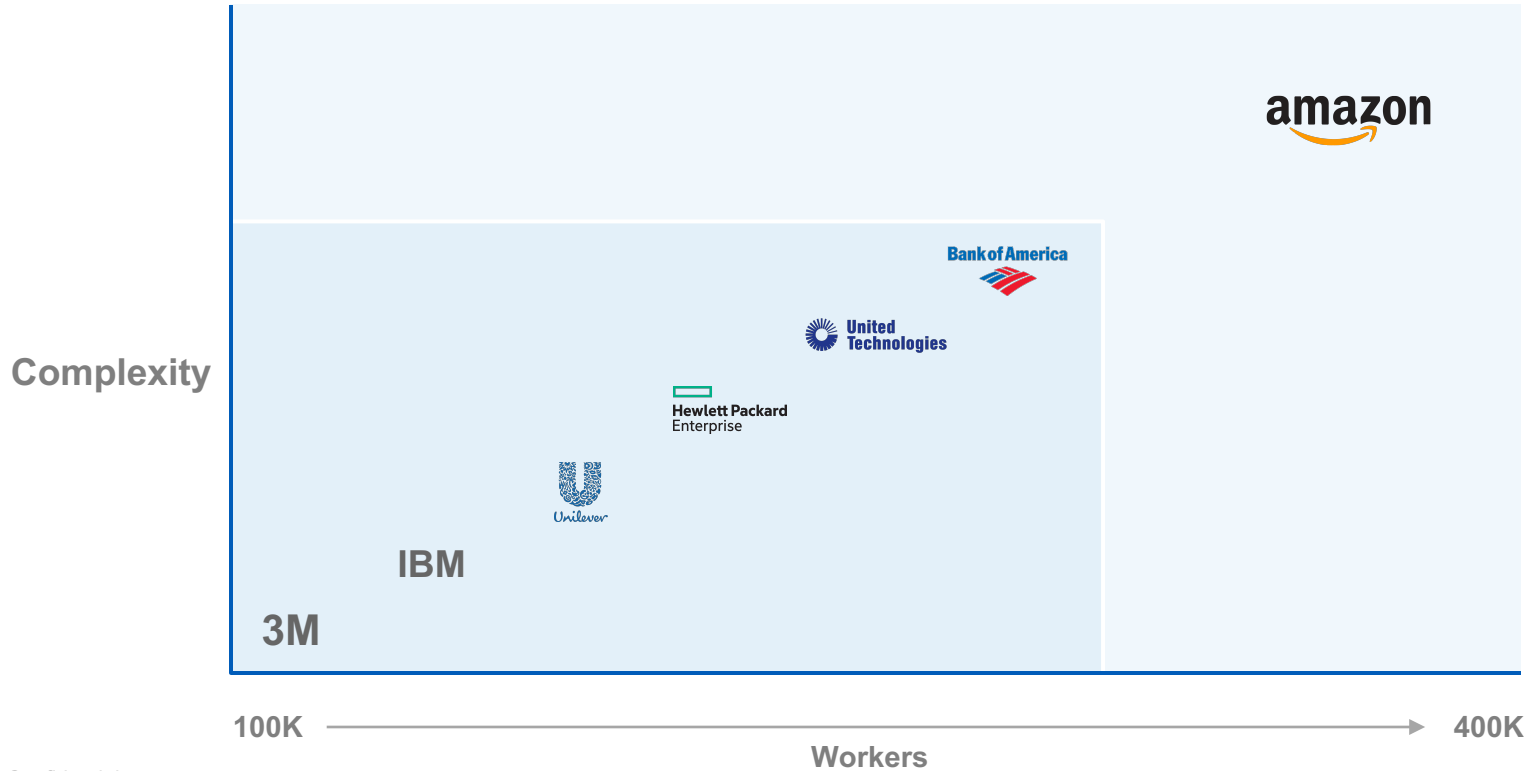 amazon
Bank of America
United
Technologies
Complexity
Hewlett Packard
Enterprise
Unilever
IBM
3M
100K
400K
Workers